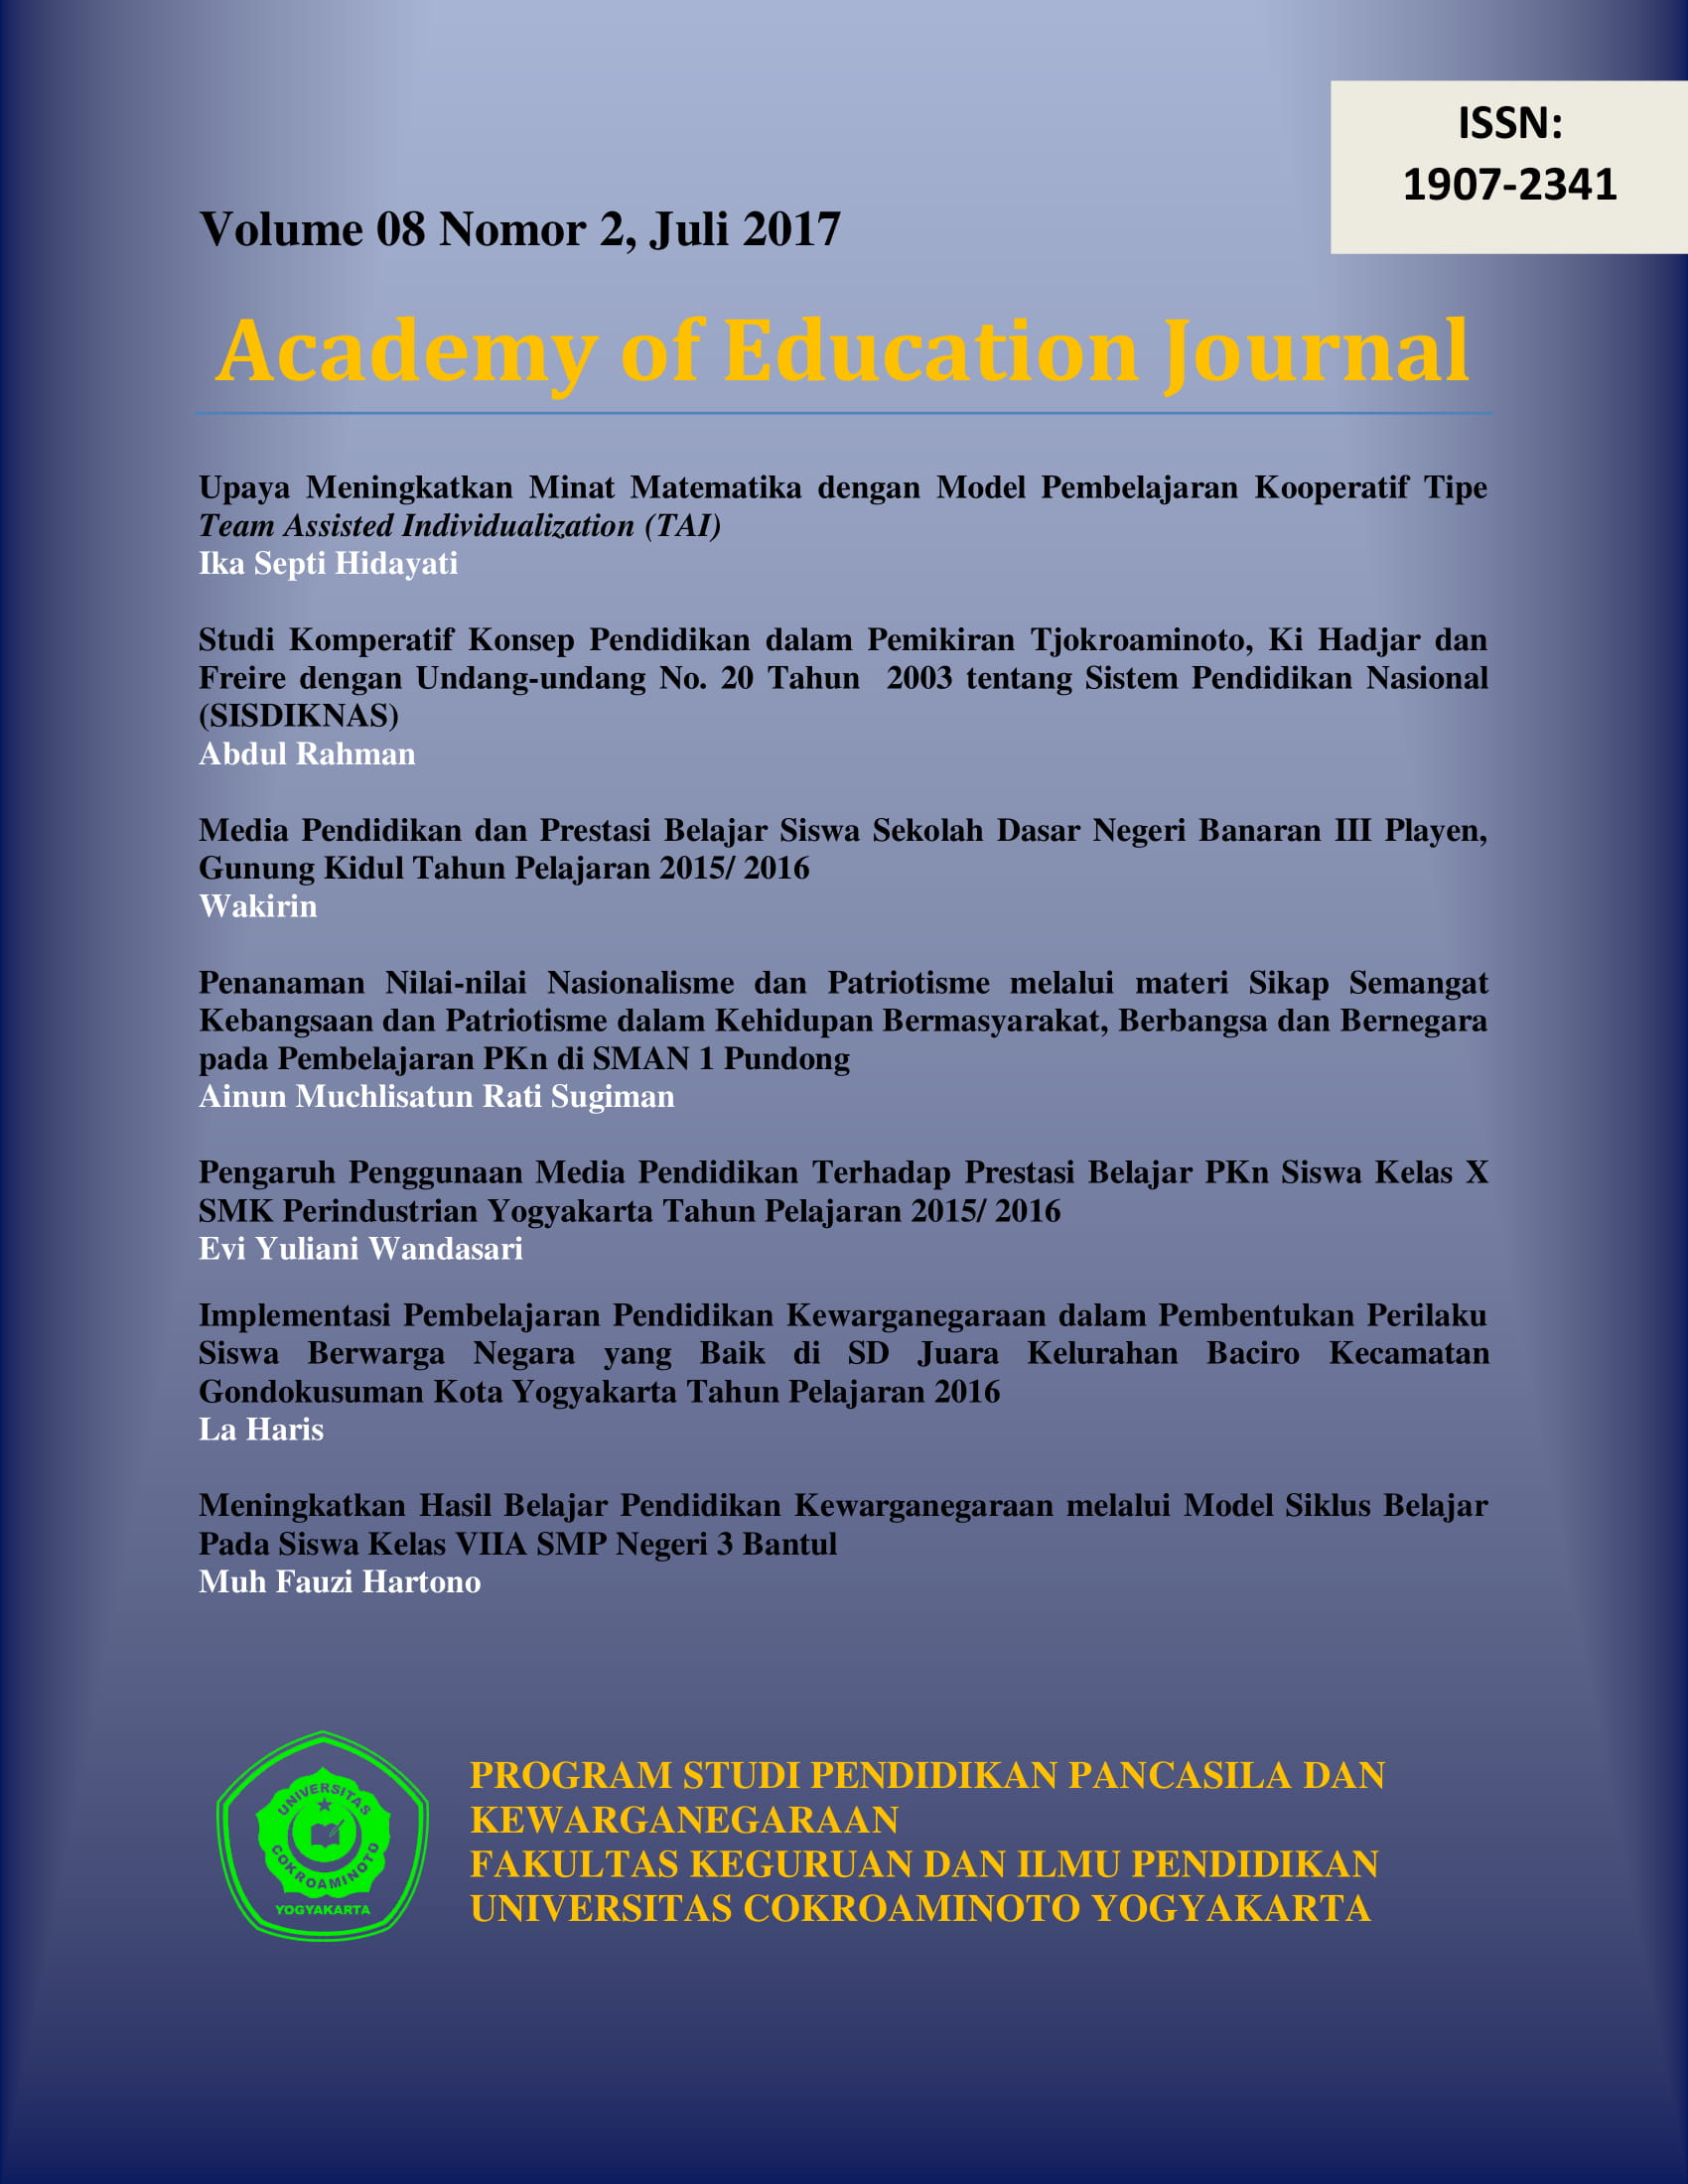 ISSN:
1907-2341
Volume 08 Nomor 2, Juli 2017
Academy of Education Journal
Upaya Meningkatkan Minat Matematika dengan Model Pembelajaran Kooperatif Tipe
Team Assisted Individualization (TAI)
Ika Septi Hidayati
Studi Komperatif Konsep Pendidikan dalam Pemikiran Tjokroaminoto, Ki Hadjar dan
Freire dengan Undang-undang No. 20 Tahun  2003 tentang Sistem Pendidikan Nasional
(SISDIKNAS)
Abdul Rahman
Media Pendidikan dan Prestasi Belajar Siswa Sekolah Dasar Negeri Banaran III Playen,
Gunung Kidul Tahun Pelajaran 2015/ 2016
Wakirin
Penanaman Nilai-nilai Nasionalisme dan Patriotisme melalui materi Sikap Semangat
Kebangsaan dan Patriotisme dalam Kehidupan Bermasyarakat, Berbangsa dan Bernegara
pada Pembelajaran PKn di SMAN 1 Pundong
Ainun Muchlisatun Rati Sugiman
Pengaruh Penggunaan Media Pendidikan Terhadap Prestasi Belajar PKn Siswa Kelas X
SMK Perindustrian Yogyakarta Tahun Pelajaran 2015/ 2016
Evi Yuliani Wandasari
Implementasi Pembelajaran Pendidikan Kewarganegaraan dalam Pembentukan Perilaku
Siswa Berwarga Negara yang Baik di SD Juara Kelurahan Baciro Kecamatan
Gondokusuman Kota Yogyakarta Tahun Pelajaran 2016
La Haris
Meningkatkan Hasil Belajar Pendidikan Kewarganegaraan melalui Model Siklus Belajar
Pada Siswa Kelas VIIA SMP Negeri 3 Bantul
Muh Fauzi Hartono
UNIVERSITAS
COKROAMINOTO
YOGYAKARTA
PROGRAM STUDI PENDIDIKAN PANCASILA DAN
KEWARGANEGARAAN
FAKULTAS KEGURUAN DAN ILMU PENDIDIKAN
UNIVERSITAS COKROAMINOTO YOGYAKARTA